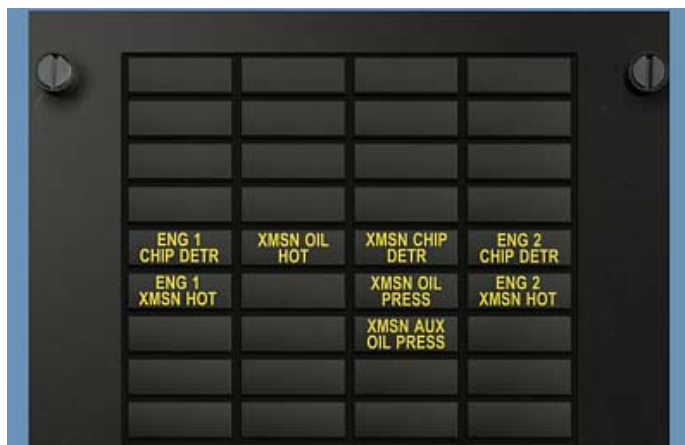 ENG 1
CHIP DETR
XMSN OIL
HOT
XMSN CHIP
DETR
ENG 2
CHIP DETR
ENG 1
XMSN HOT
XMSN OIL
PRESS
ENG 2
XMSN HOT
XMSN AUX
OIL PRESS